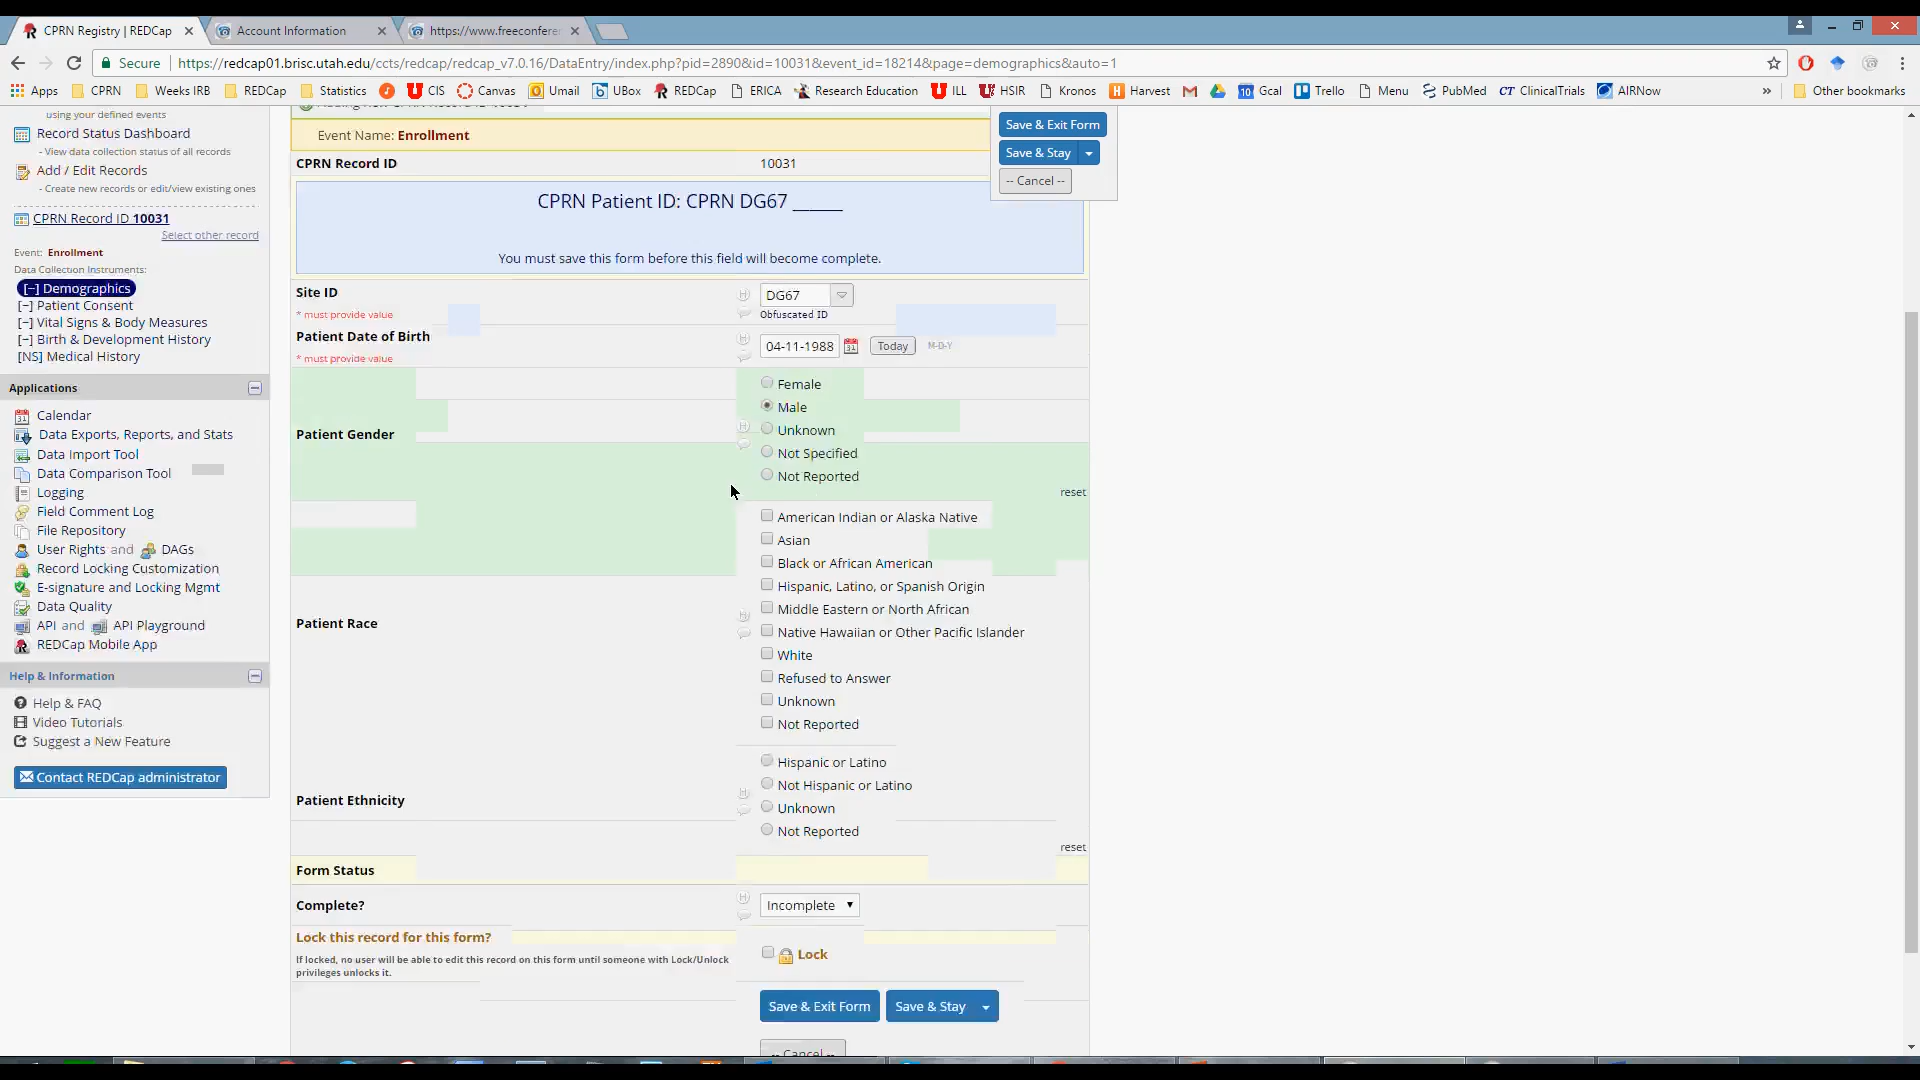 CPRN Registry | REDCap
Account Information
https://www.freeconferen
Secure https://redcap01.brisc.utah.edu/ccts/redcap/redcap_v7.0.16/DataEntry/index.php?pid=2890&id=10031&event_id=18214&page=demographics&auto=1
Apps CPRN Weeks IRB REDCap Statistics CIS Canvas Umail UBox REDCap ERICA Research Education ILL HSIR Kronos Harvest Gcal Trello Menu PubMed CT ClinicalTrials AIRNow » Other bookmarks
using your defined events
Record Status Dashboard
- View data collection status of all records
Add / Edit Records
- Create new records or edit/view existing ones
CPRN Record ID 10031
Select other record
Event: Enrollment
Data Collection Instruments:
[−] Demographics
[−] Patient Consent
[−] Vital Signs & Body Measures
[−] Birth & Development History
[NS] Medical History
Applications
Calendar
Data Exports, Reports, and Stats
Data Import Tool
Data Comparison Tool
Logging
Field Comment Log
File Repository
User Rights and DAGs
Record Locking Customization
E-signature and Locking Mgmt
Data Quality
API and API Playground
REDCap Mobile App
Help & Information
Help & FAQ
Video Tutorials
Suggest a New Feature
Contact REDCap administrator
Event Name: Enrollment
CPRN Record ID 10031
Save & Exit Form
Save & Stay
-- Cancel --
CPRN Patient ID: CPRN DG67 ______
You must save this form before this field will become complete.
Site ID
* must provide value
DG67
Obfuscated ID
Patient Date of Birth
* must provide value
04-11-1988 31 Today M-D-Y
Patient Gender
Female
Male
Unknown
Not Specified
Not Reported
reset
Patient Race
American Indian or Alaska Native
Asian
Black or African American
Hispanic, Latino, or Spanish Origin
Middle Eastern or North African
Native Hawaiian or Other Pacific Islander
White
Refused to Answer
Unknown
Not Reported
Patient Ethnicity
Hispanic or Latino
Not Hispanic or Latino
Unknown
Not Reported
reset
Form Status
Complete? Incomplete
Lock this record for this form?
If locked, no user will be able to edit this record on this form until someone with Lock/Unlock
privileges unlocks it.
Lock
Save & Exit Form Save & Stay
-- Cancel --